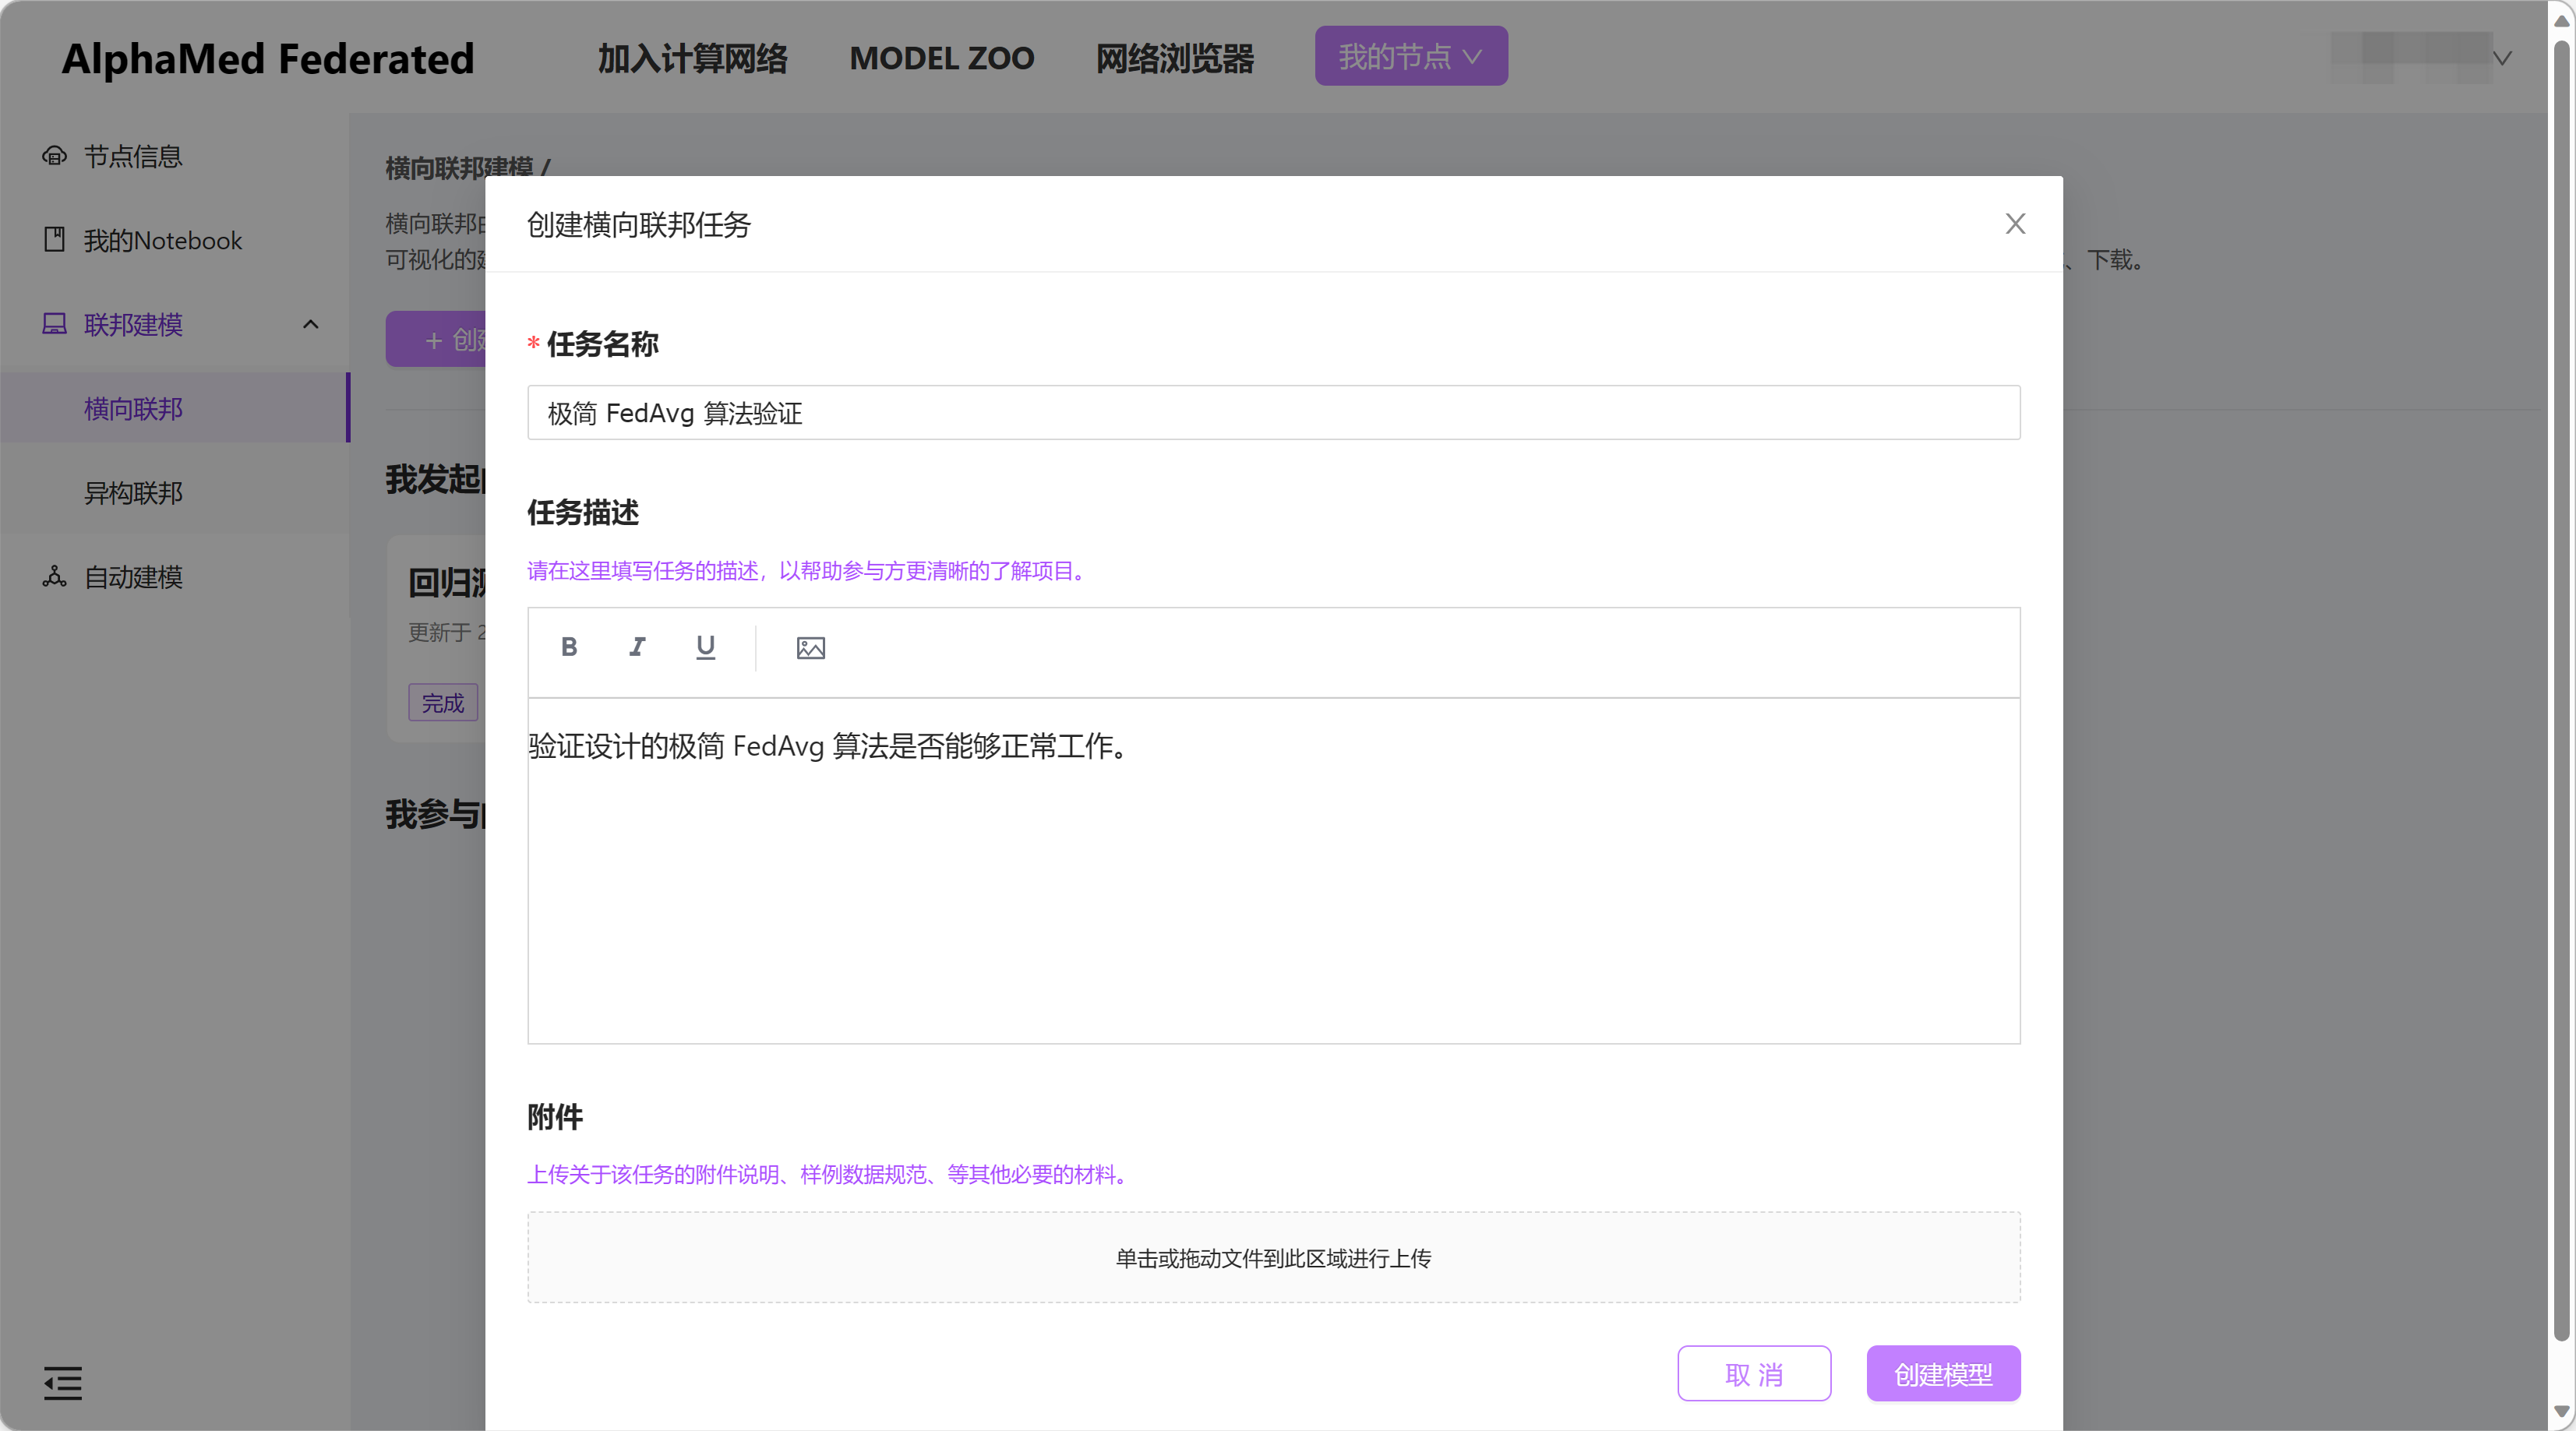 AlphaMed Federated
加入计算网络
MODEL ZOO
网络浏览器
我的节点
节点信息
我的Notebook
联邦建模
横向联邦
异构联邦
自动建模
横向联邦建模 /
横向联邦
可视化的
、下载。
+ 创
我发起
回归
更新于 2
完成
我参与
创建横向联邦任务
* 任务名称
极简 FedAvg 算法验证
任务描述
请在这里填写任务的描述，以帮助参与方更清晰的了解项目。
B I U
验证设计的极简 FedAvg 算法是否能够正常工作。
附件
上传关于该任务的附件说明、样例数据规范、等其他必要的材料。
单击或拖动文件到此区域进行上传
取 消
创建模型